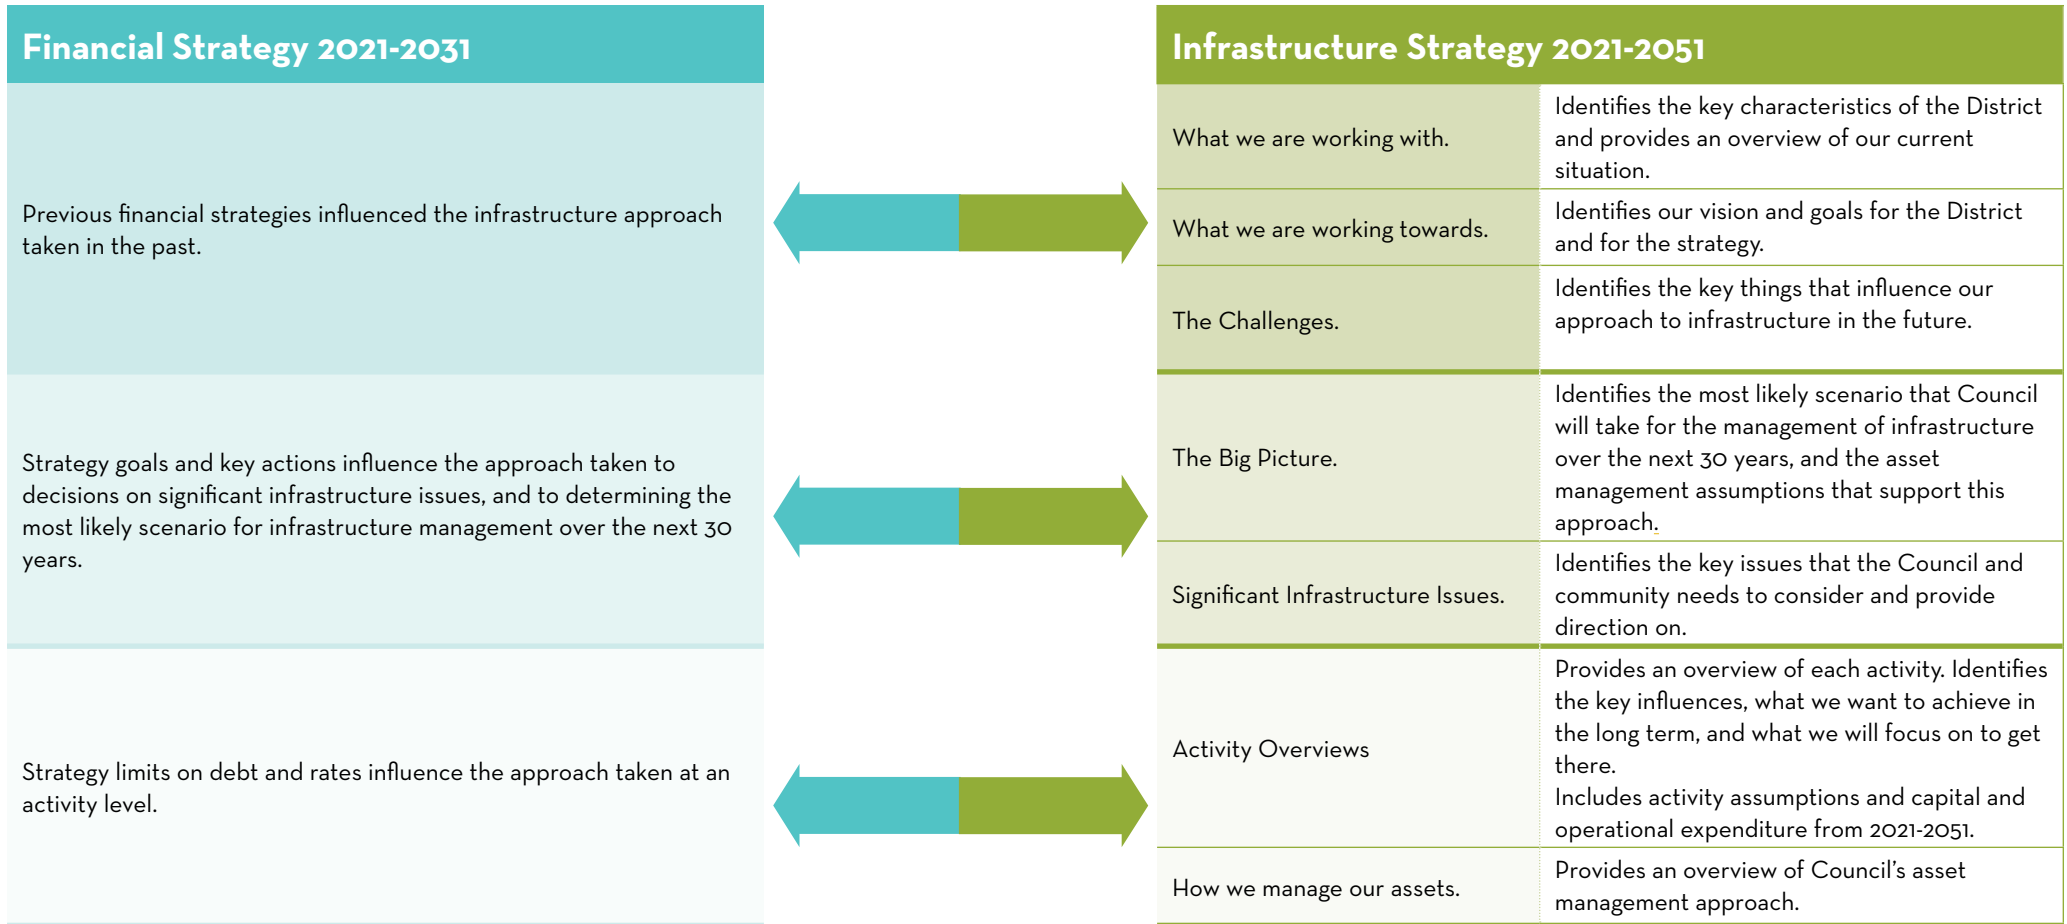 Financial Strategy 2021-2031
Previous financial strategies influenced the infrastructure approach
taken in the past.
Strategy goals and key actions influence the approach taken to
decisions on significant infrastructure issues, and to determining the
most likely scenario for infrastructure management over the next 30
years.
Strategy limits on debt and rates influence the approach taken at an
activity level.
Infrastructure Strategy 2021-2051
What we are working with.
Identifies the key characteristics of the District
and provides an overview of our current
situation.
What we are working towards.
Identifies our vision and goals for the District
and for the strategy.
The Challenges.
Identifies the key things that influence our
approach to infrastructure in the future.
The Big Picture.
Identifies the most likely scenario that Council
will take for the management of infrastructure
over the next 30 years, and the asset
management assumptions that support this
approach.
Significant Infrastructure Issues.
Identifies the key issues that the Council and
community needs to consider and provide
direction on.
Activity Overviews
Provides an overview of each activity. Identifies
the key influences, what we want to achieve in
the long term, and what we will focus on to get
there.
Includes activity assumptions and capital and
operational expenditure from 2021-2051.
How we manage our assets.
Provides an overview of Council's asset
management approach.